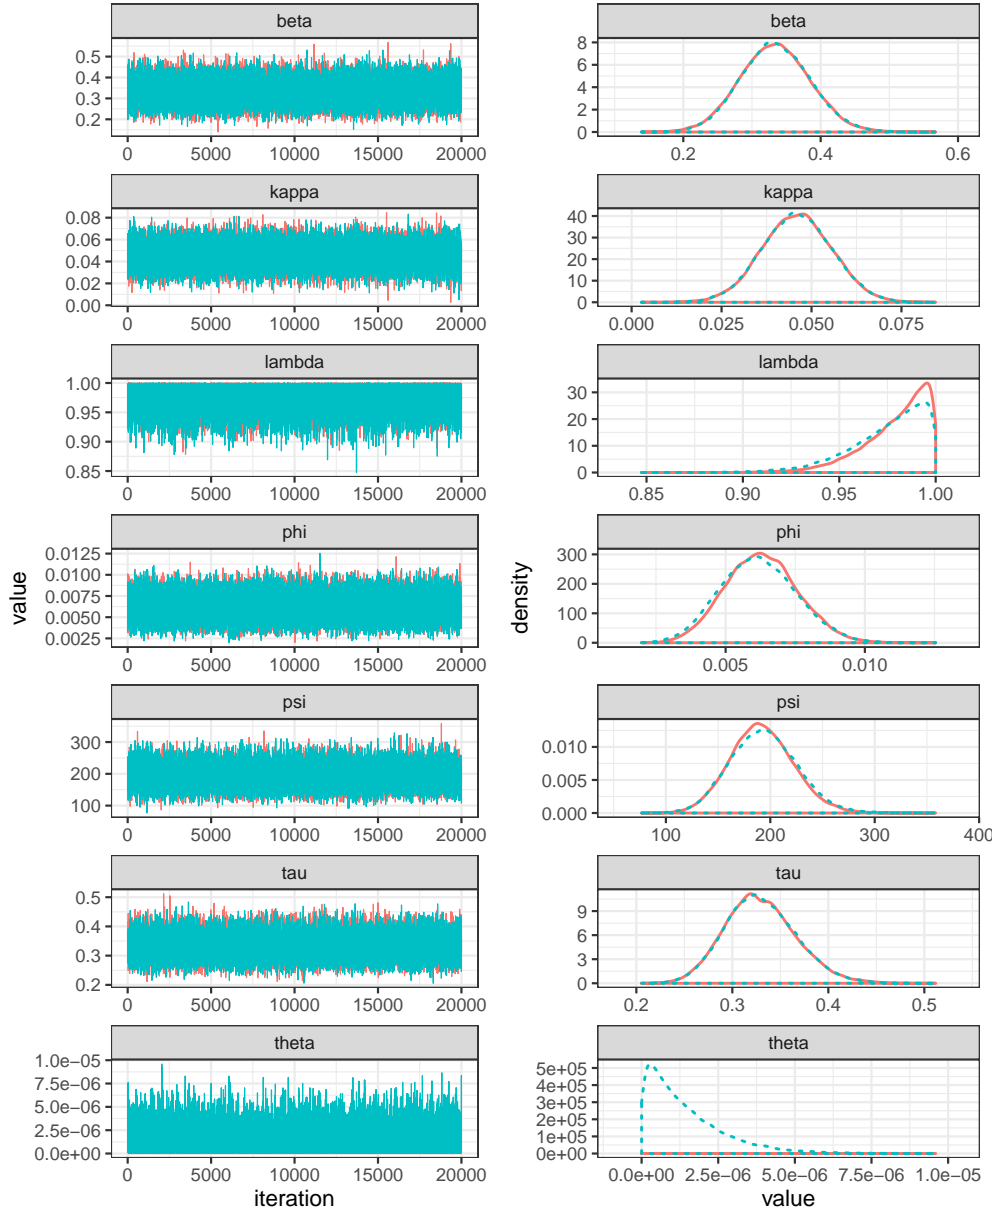 beta
0.5
0.4
0.3
0.2
0 5000 10000 15000 20000
beta
8
6
4
2
0
0.2 0.4 0.6
kappa
0.08
0.06
0.04
0.02
0.00
0 5000 10000 15000 20000
kappa
40
30
20
10
0
0.000 0.025 0.050 0.075
lambda
1.00
0.95
0.90
0.85
0 5000 10000 15000 20000
lambda
30
20
10
0
0.85 0.90 0.95 1.00
phi
0.0125
0.0100
0.0075
0.0050
0.0025
0 5000 10000 15000 20000
phi
300
200
100
0
0.005 0.010
psi
300
200
100
0 5000 10000 15000 20000
psi
0.010
0.005
0.000
100 200 300 400
tau
0.5
0.4
0.3
0.2
0 5000 10000 15000 20000
tau
9
6
3
0
0.2 0.3 0.4 0.5
theta
1.0e−05
7.5e−06
5.0e−06
2.5e−06
0.0e+00
0 5000 10000 15000 20000
theta
5e+05
4e+05
3e+05
2e+05
1e+05
0e+00
0.0e+00 2.5e−06 5.0e−06 7.5e−06 1.0e−05
value
density
iteration
value